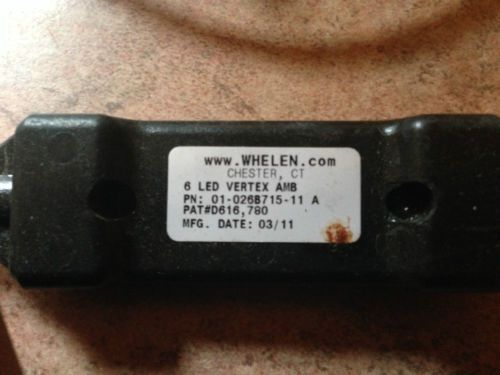 www.WHELEN.com
CHESTER, CT
6 LED VERTEX AMB
PN: 01-026B715-11 A
PAT#D616,780
MFG. DATE: 03/11